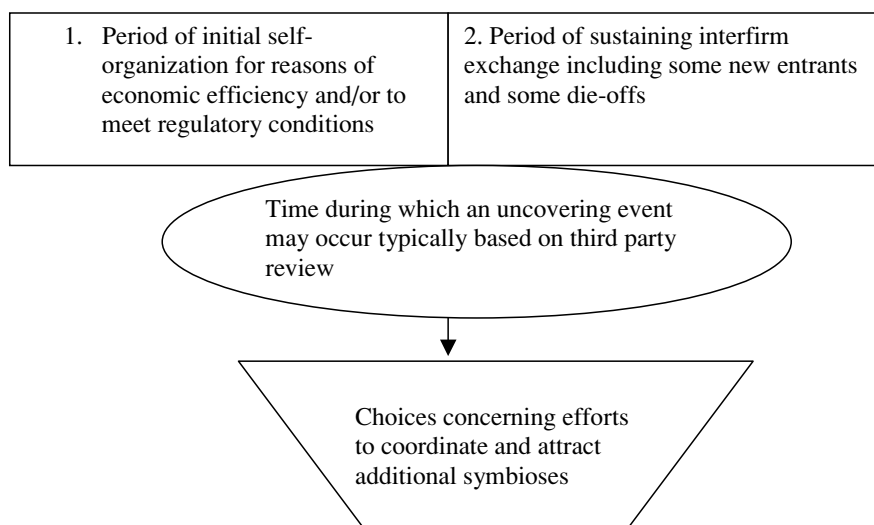 1. Period of initial self-
organization for reasons of
economic efficiency and/or to
meet regulatory conditions
2. Period of sustaining interfirm
exchange including some new entrants
and some die-offs
Time during which an uncovering event
may occur typically based on third party
review
Choices concerning efforts
to coordinate and attract
additional symbioses